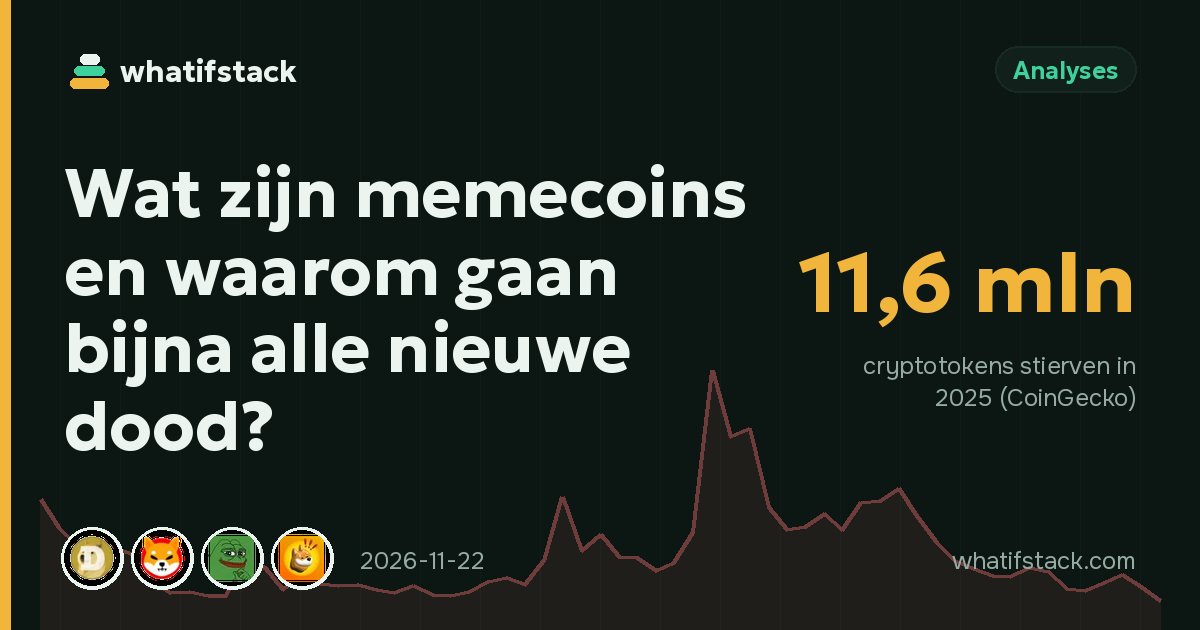 whatifstack
Analyses
Wat zijn memecoins
en waarom gaan
bijna alle nieuwe
dood?
11,6 mln
cryptotokens stierven in
2025 (CoinGecko)
2026-11-22
whatifstack.com